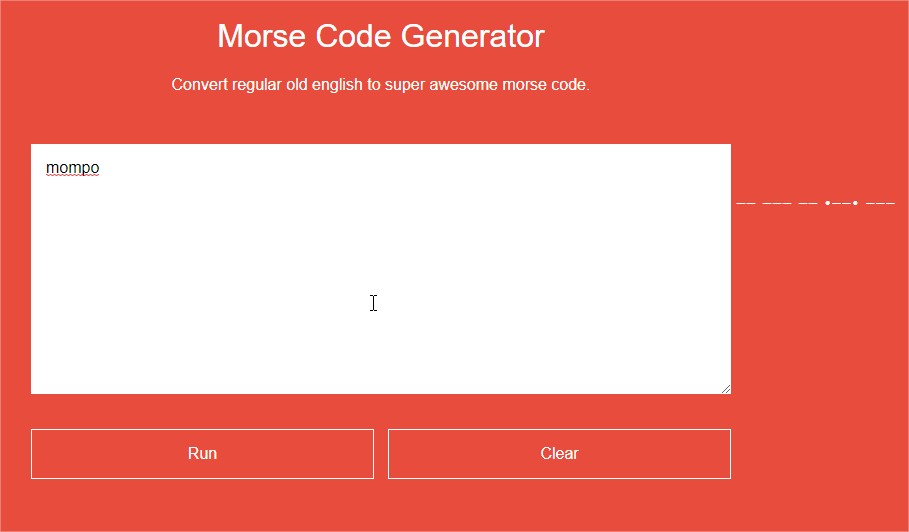 Morse Code Generator
Convert regular old english to super awesome morse code.
mompo
—— ——— —— •——• ———
Run
Clear